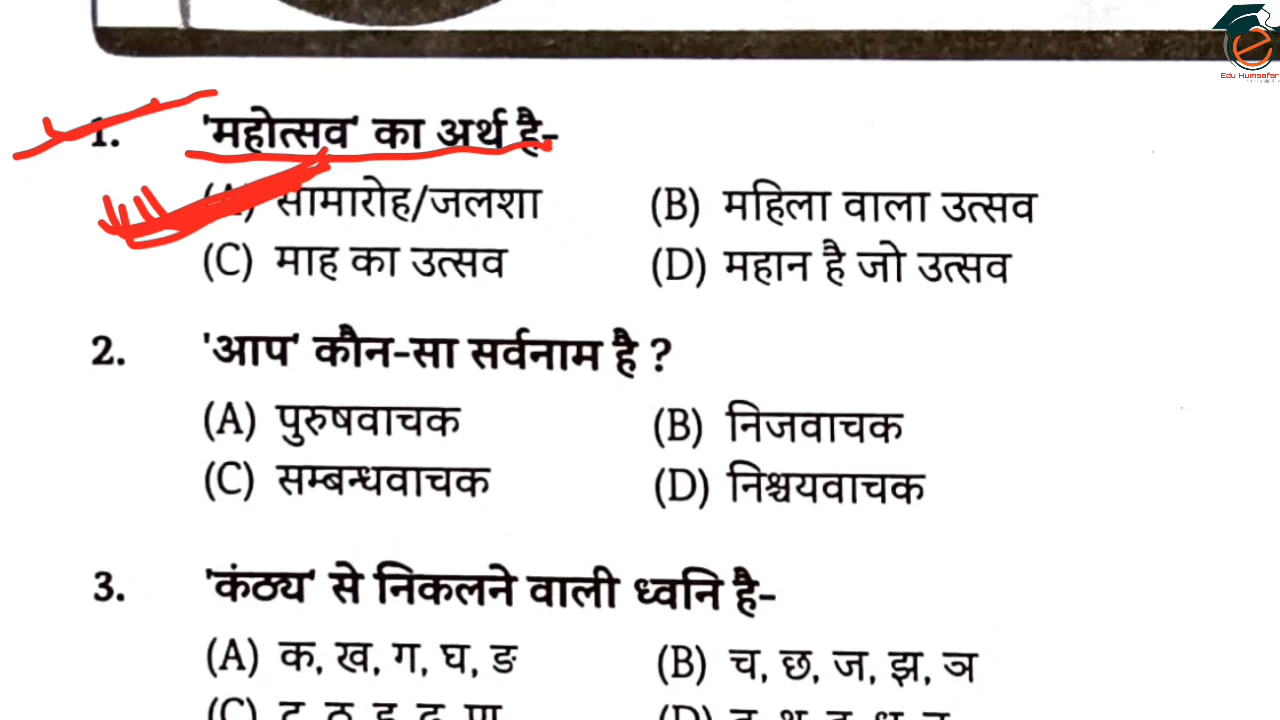 Edu Humsafar
1. 'महोत्सव' का अर्थ है-
(A) सामारोह/जलशा (B) महिला वाला उत्सव
(C) माह का उत्सव (D) महान है जो उत्सव
2. 'आप' कौन-सा सर्वनाम है ?
(A) पुरुषवाचक (B) निजवाचक
(C) सम्बन्धवाचक (D) निश्चयवाचक
3. 'कंठ्य' से निकलने वाली ध्वनि है-
(A) क, ख, ग, घ, ङ (B) च, छ, ज, झ, ञ
(C) (D)